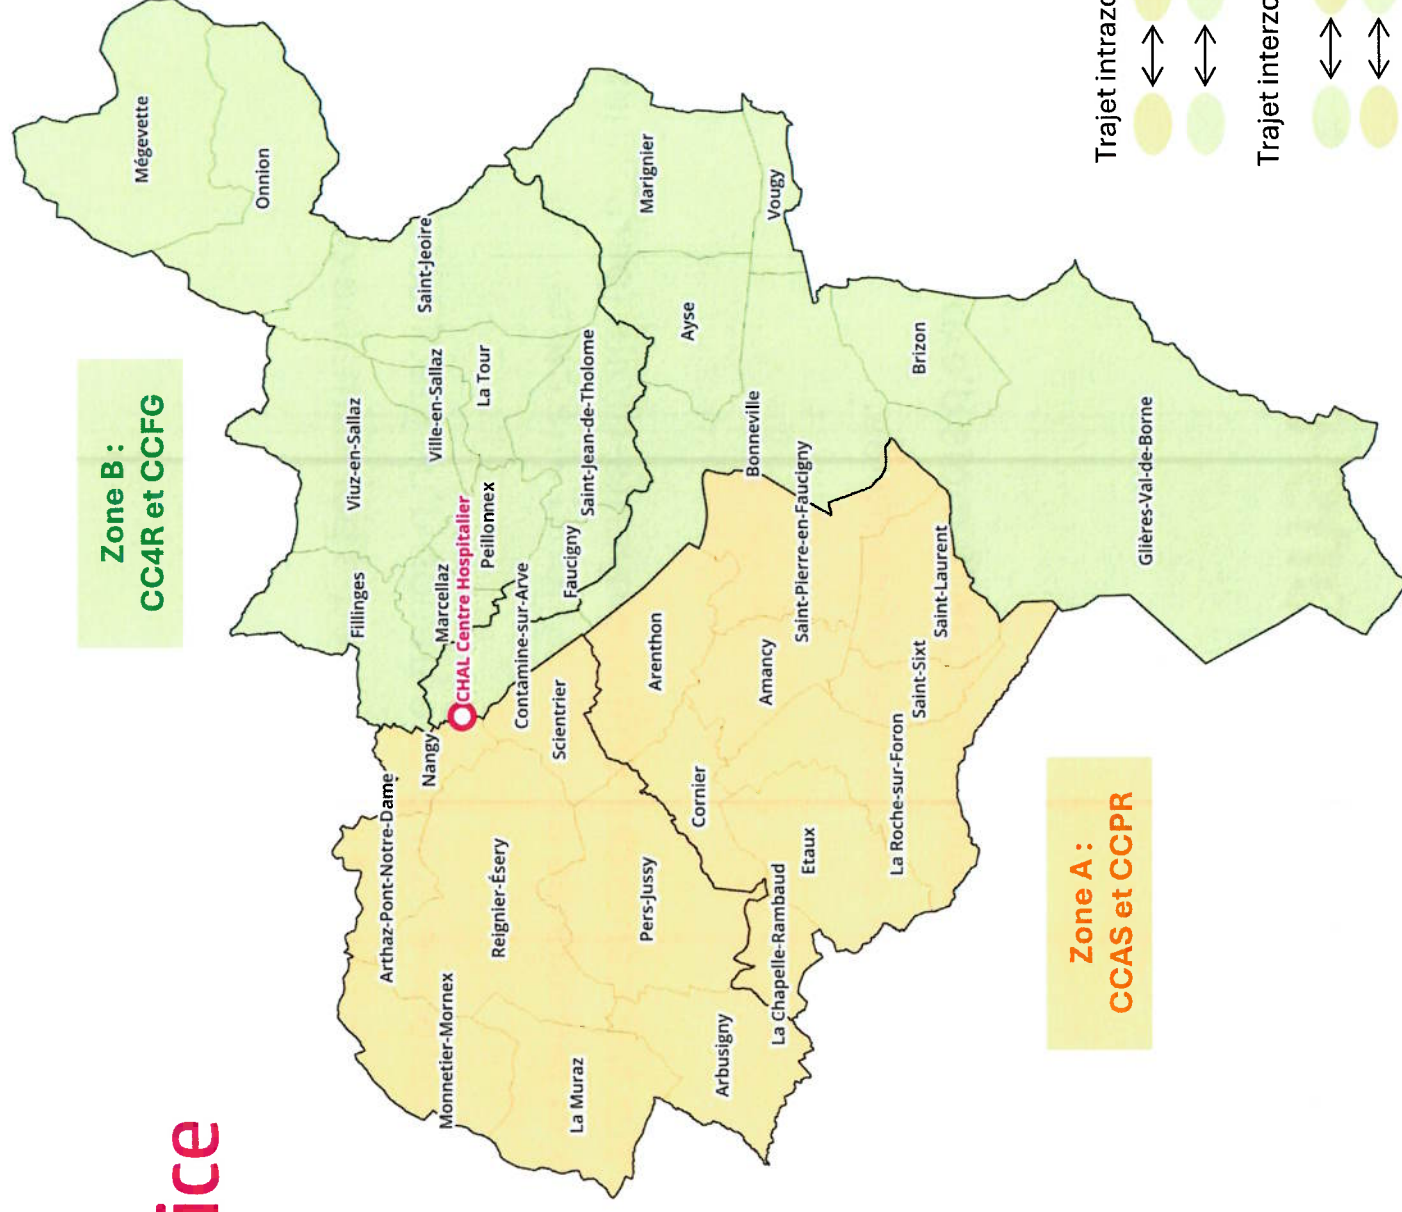 ice
Zone B :
CC4R et CCFG
Mégevette
Onnion
Fillinges
Viuz-en-Sallaz
Arthaz-Pont-Notre-Dame
Nangy
Saint-Jeoire
Marcellaz
Ville-en-Sallaz
Monnetier-Mornex
CHAL Centre Hospitalier
Peillonnex
La Tour
Reignier-Ésery
Contamine-sur-Arve
Scientrier
Faucigny
La Muraz
Saint-Jean-de-Tholome
Pers-Jussy
Arenthon
Marignier
Cornier
Ayse
Arbusigny
Amancy
Bonneville
Vougy
La Chapelle-Rambaud
Etaux
Saint-Pierre-en-Faucigny
La Roche-sur-Foron
Saint-Sixt
Brizon
Saint-Laurent
Zone A :
CCAS et CCPR
Glières-Val-de-Borne
Trajet intrazo
Trajet interzo